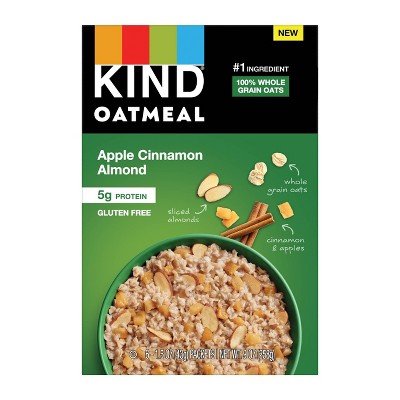 NEW
KIND
#1 INGREDIENT
100% WHOLE
GRAIN OATS
OATMEAL
Apple Cinnamon
Almond
5g PROTEIN
GLUTEN FREE
whole
grain oats
sliced
almonds
cinnamon
& apples